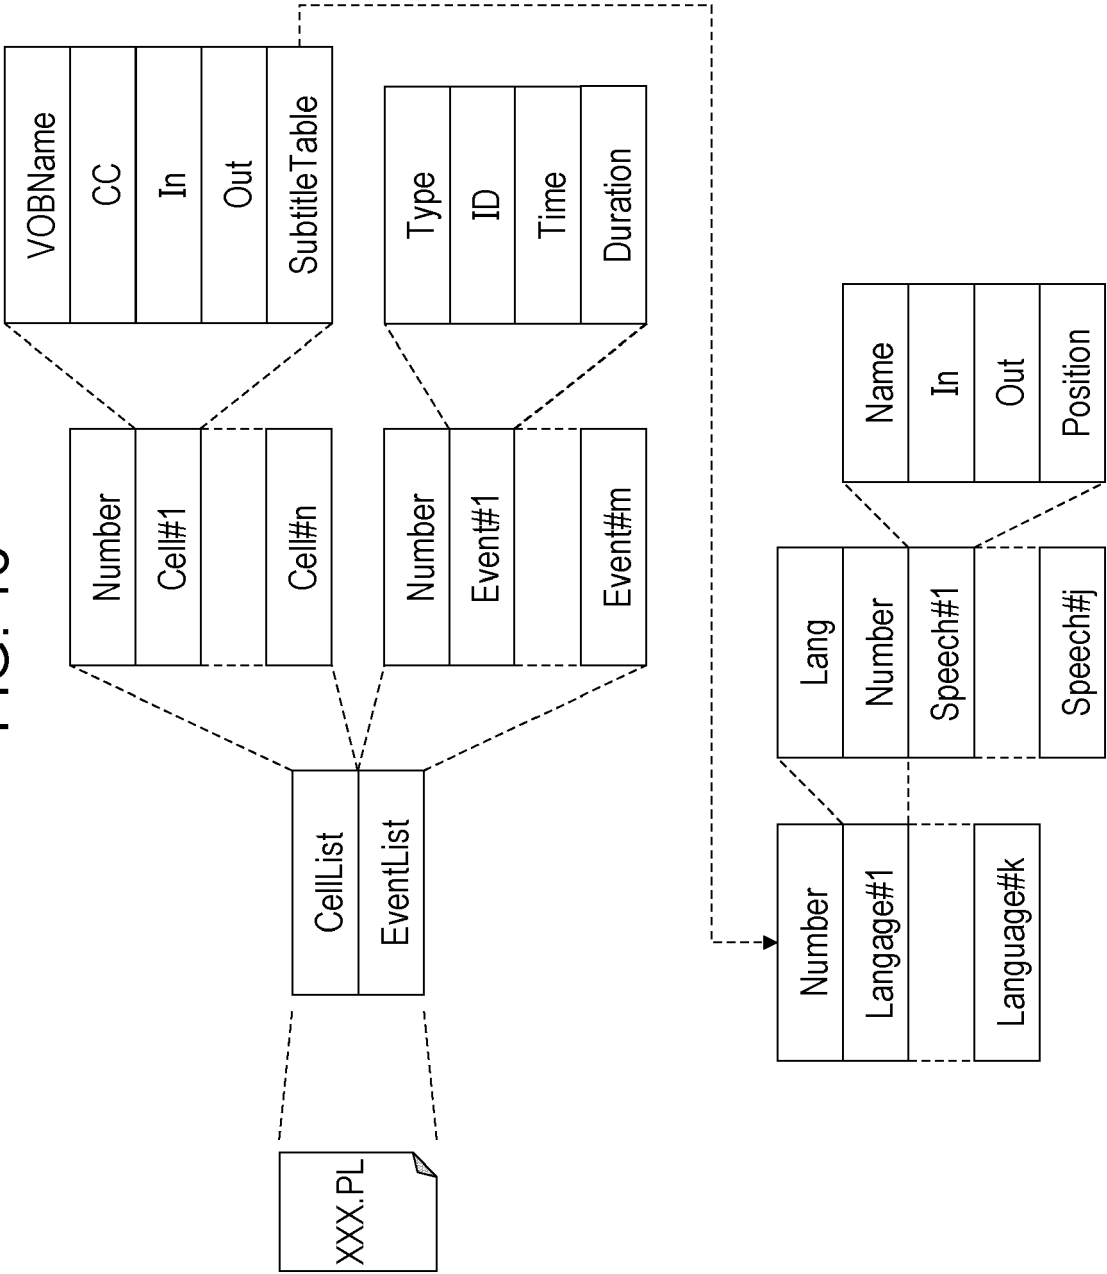 FIG.
XXX.PL
CellList
EventList
Number
Cell#1
Cell#n
VOBName
CC
In
Out
SubtitleTable
Number
Event#1
Event#m
Type
ID
Time
Duration
Number
Langage#1
Language#k
Lang
Number
Speech#1
Speech#j
Name
In
Out
Position